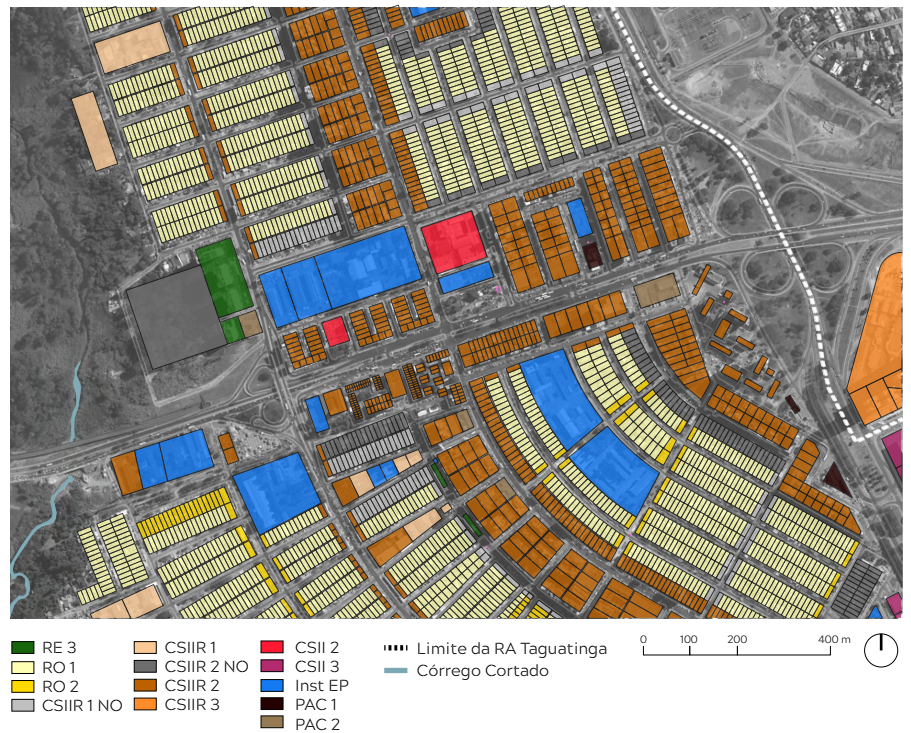 RE 3
RO 1
RO 2
CSIIR 1 NO
CSIIR 1
CSIIR 2 NO
CSIIR 2
CSIIR 3
CSII 2
CSII 3
Inst EP
PAC 1
PAC 2
Limite da RA Taguatinga
Córrego Cortado
0 100 200 400 m